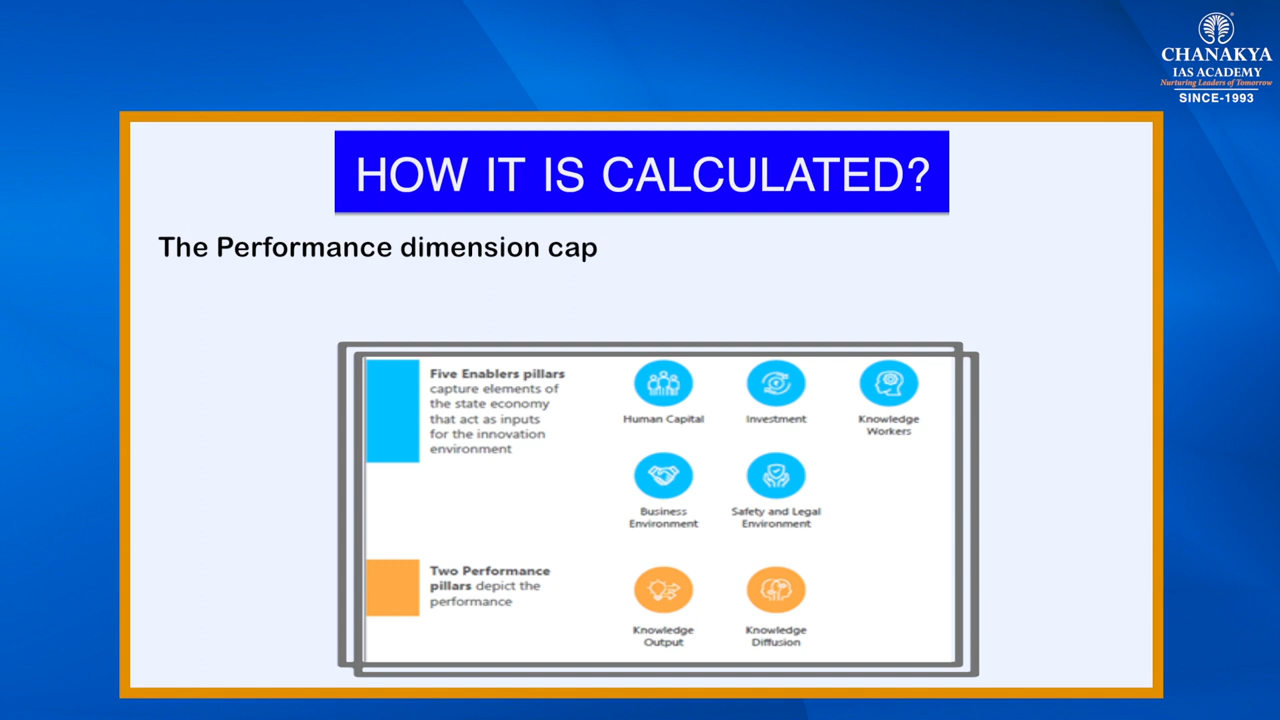 CHANAKYA
IAS ACADEMY
Nurturing Leaders of Tomorrow
SINCE-1993
HOW IT IS CALCULATED?
The Performance dimension cap
Five Enablers pillars
capture elements of
the state economy
that act as inputs
for the innovation
environment
Human Capital
Investment
Knowledge
Workers
Business
Environment
Safety and Legal
Environment
Two Performance
pillars depict the
performance
Knowledge
Output
Knowledge
Diffusion